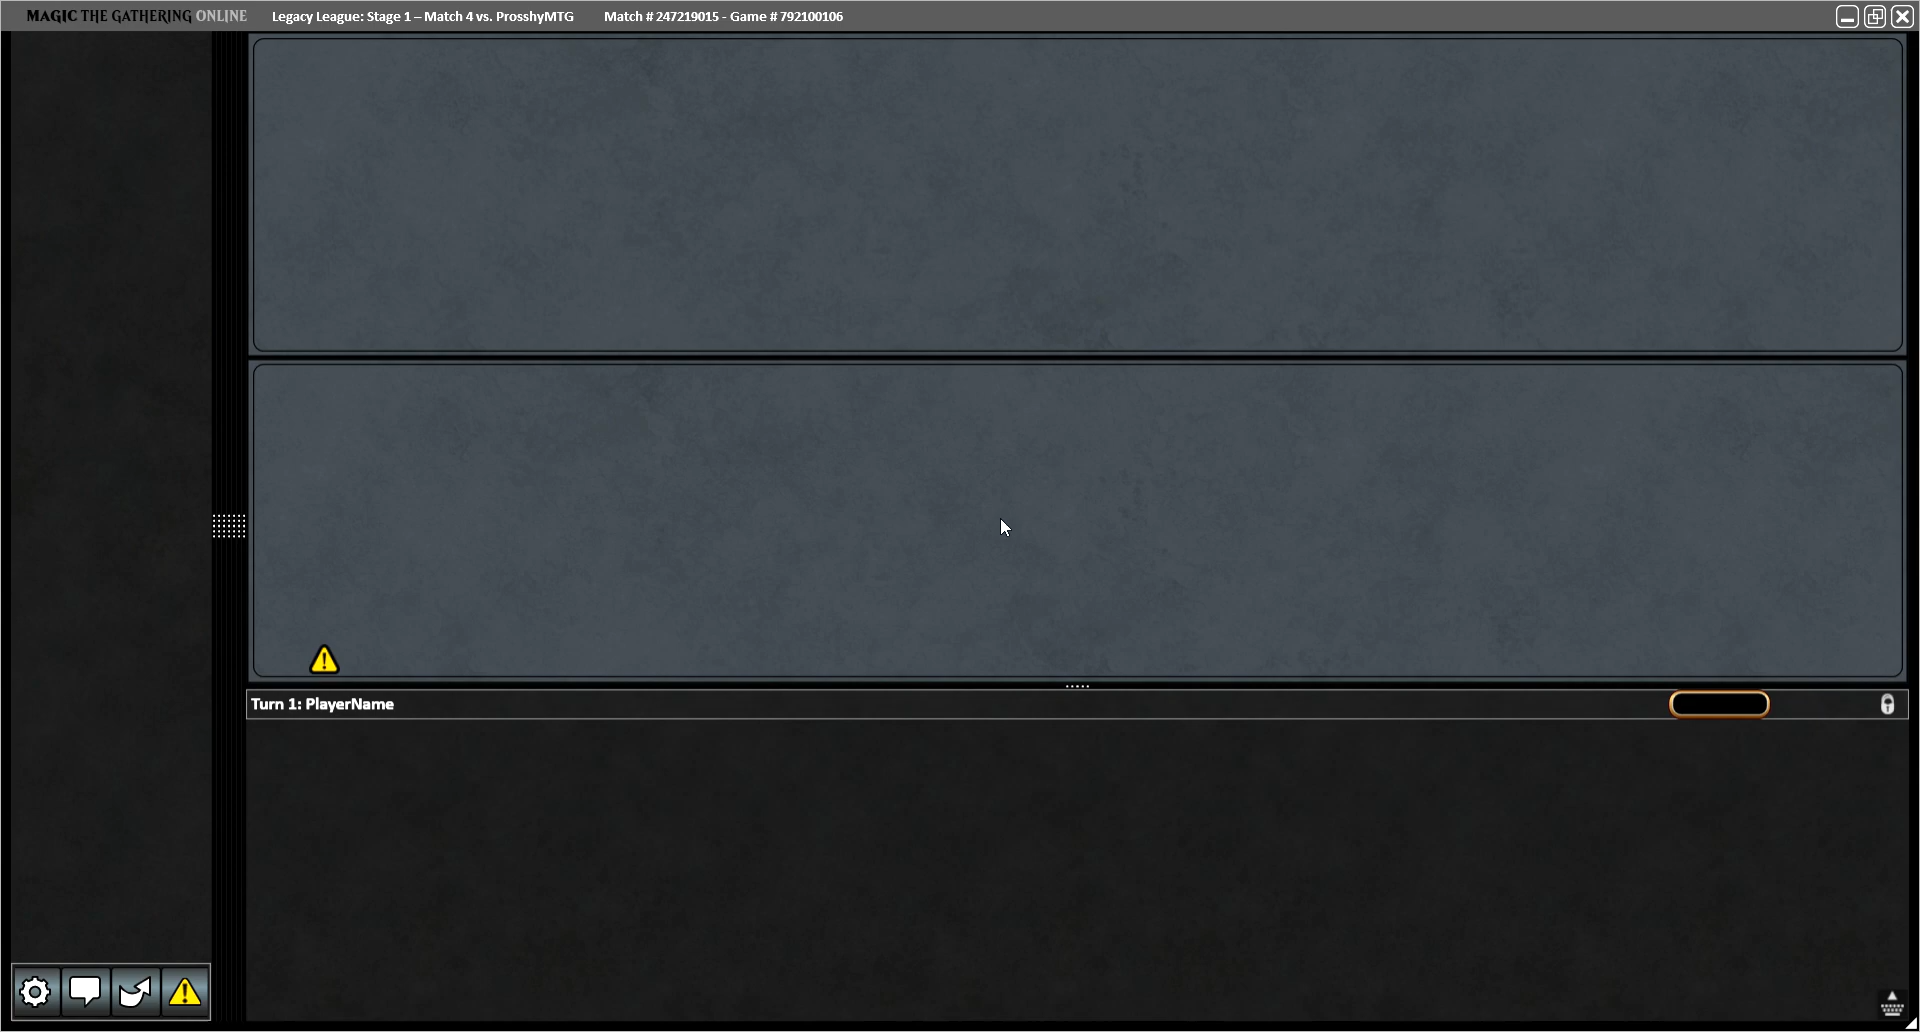 MAGIC THE GATHERING ONLINE
Legacy League: Stage 1 – Match 4 vs. ProsshyMTG
Match # 247219015 - Game # 792100106
Turn 1: PlayerName